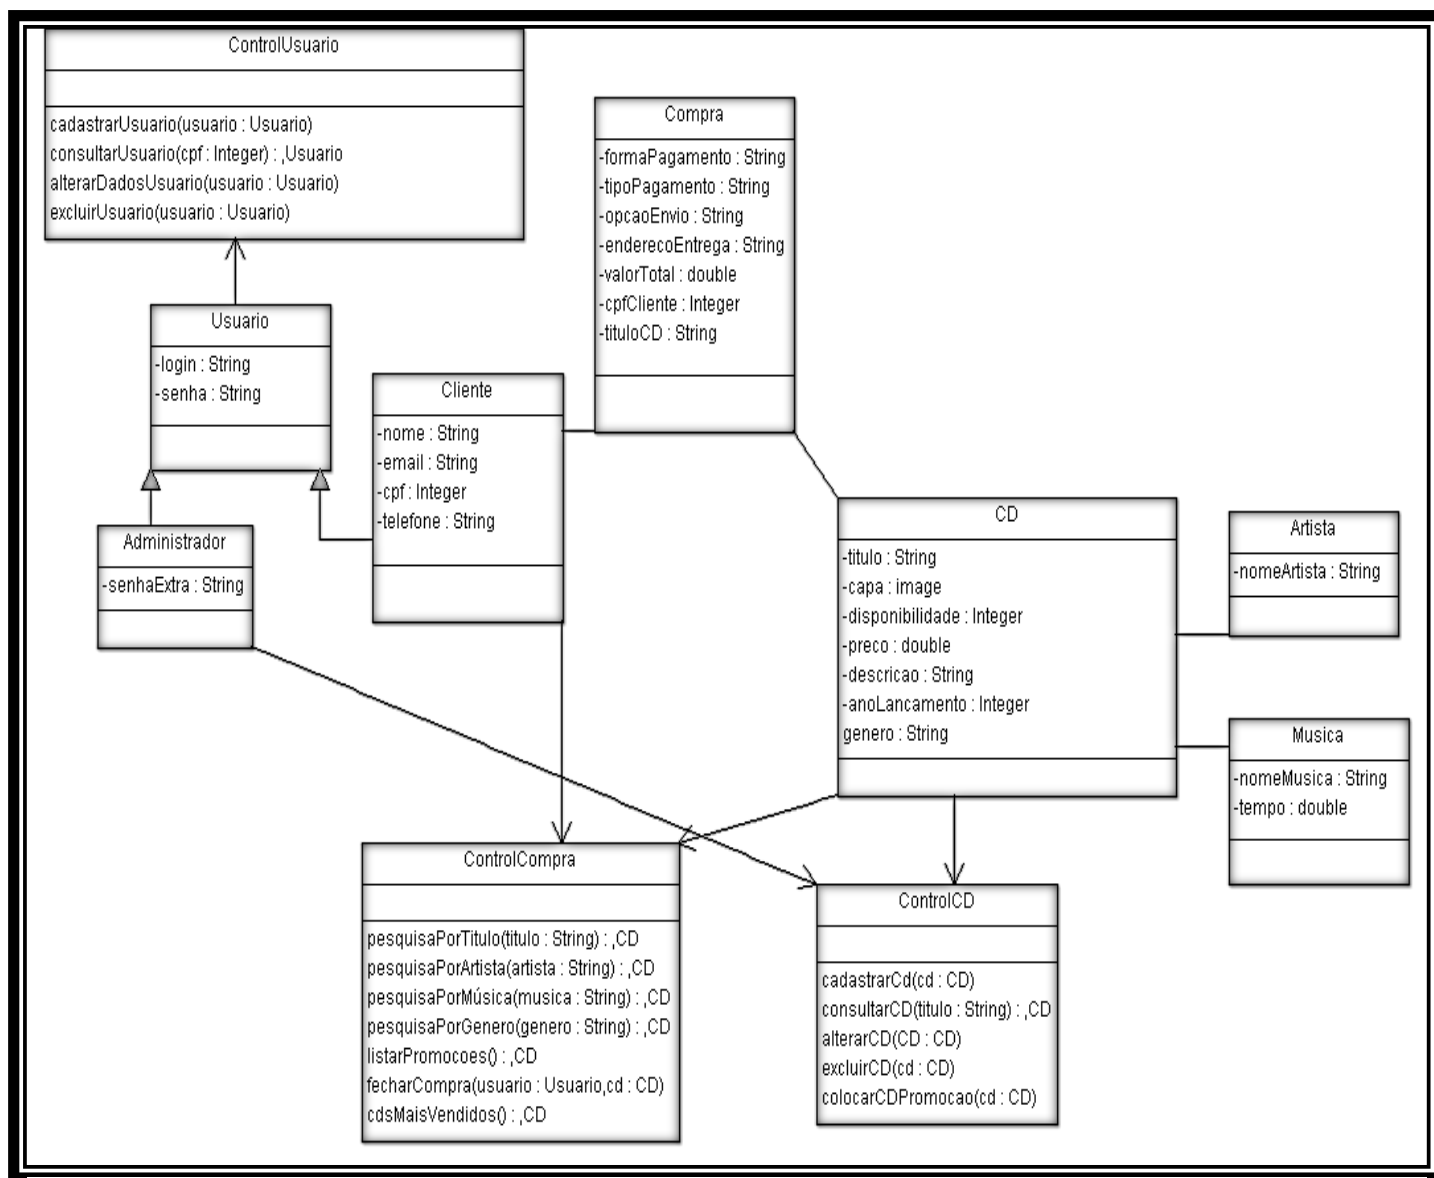 ControlUsuario
cadastrarUsuario(usuario : Usuario)
consultarUsuario(cpf : Integer) : ,Usuario
alterarDadosUsuario(usuario : Usuario)
excluirUsuario(usuario : Usuario)
Compra
-formaPagamento : String
-tipoPagamento : String
-opcaoEnvio : String
-enderecoEntrega : String
-valorTotal : double
-cpfCliente : Integer
-tituloCD : String
Usuario
-login : String
-senha : String
Cliente
-nome : String
-email : String
-cpf : Integer
-telefone : String
Administrador
-senhaExtra : String
CD
-titulo : String
-capa : image
-disponibilidade : Integer
-preco : double
-descricao : String
-anoLancamento : Integer
genero : String
Artista
-nomeArtista : String
Musica
-nomeMusica : String
-tempo : double
ControlCompra
pesquisaPorTitulo(titulo : String) : ,CD
pesquisaPorArtista(artista : String) : ,CD
pesquisaPorMúsica(musica : String) : ,CD
pesquisaPorGenero(genero : String) : ,CD
listarPromocoes() : ,CD
fecharCompra(usuario : Usuario,cd : CD)
cdsMaisVendidos() : ,CD
ControlCD
cadastrarCd(cd : CD)
consultarCD(titulo : String) : ,CD
alterarCD(CD : CD)
excluirCD(cd : CD)
colocarCDPromocao(cd : CD)